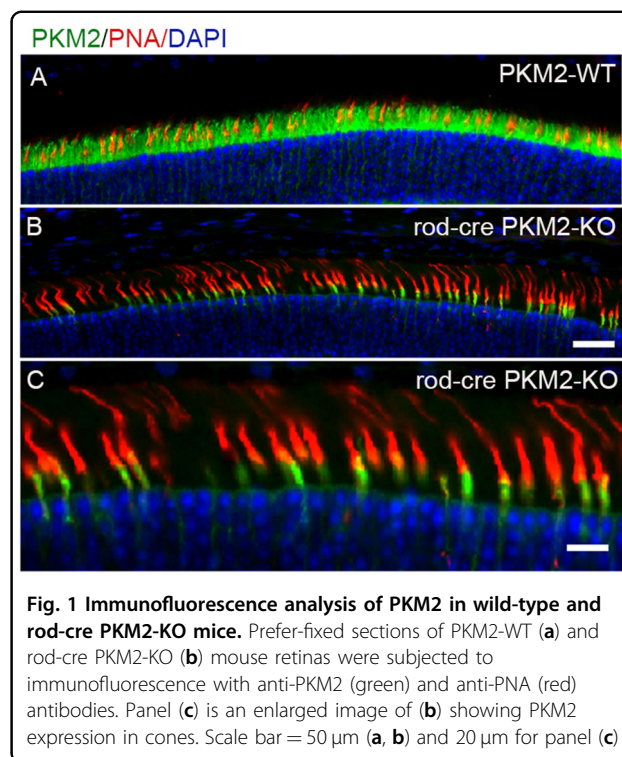 PKM2/PNA/DAPI
A
PKM2-WT
B
rod-cre PKM2-KO
C
rod-cre PKM2-KO
Fig. 1 Immunofluorescence analysis of PKM2 in wild-type and
rod-cre PKM2-KO mice. Prefer-fixed sections of PKM2-WT (a) and
rod-cre PKM2-KO (b) mouse retinas were subjected to
immunofluorescence with anti-PKM2 (green) and anti-PNA (red)
antibodies. Panel (c) is an enlarged image of (b) showing PKM2
expression in cones. Scale bar = 50 μm (a, b) and 20 μm for panel (c)